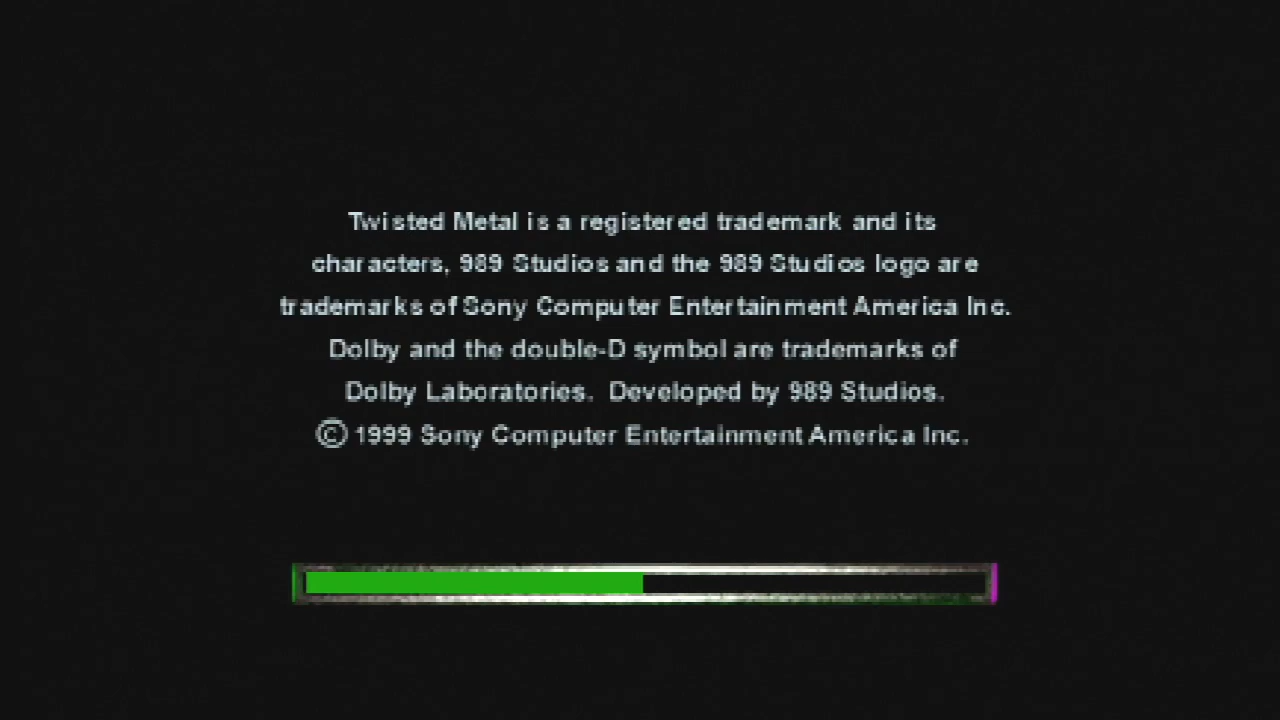 Twisted Metal is a registered trademark and its
characters, 989 Studios and the 989 Studios logo are
trademarks of Sony Computer Entertainment America Inc.
Dolby and the double-D symbol are trademarks of
Dolby Laboratories. Developed by 989 Studios.
© 1999 Sony Computer Entertainment America Inc.